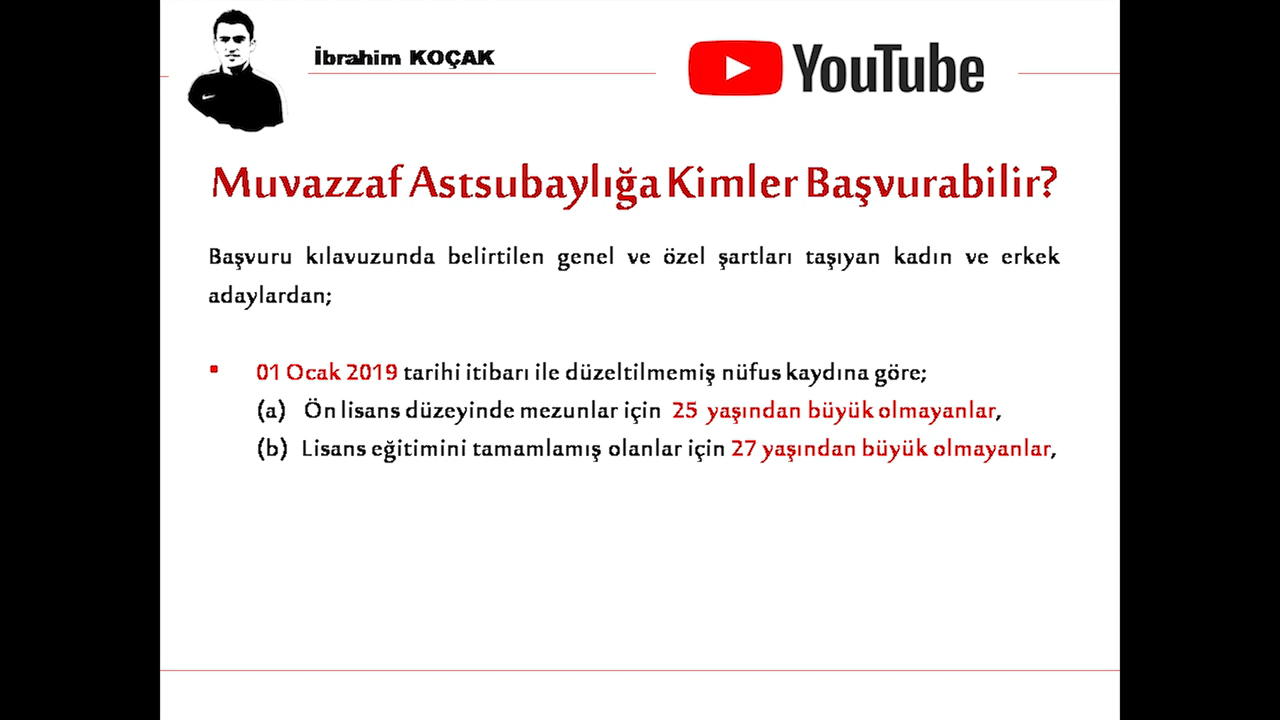 İbrahim KOÇAK
YouTube
Muvazzaf Astsubaylığa Kimler Başvurabilir?
Başvuru kılavuzunda belirtilen genel ve özel şartları taşıyan kadın ve erkek
adaylardan;
▪ 01 Ocak 2019 tarihi itibarı ile düzeltilmemiş nüfus kaydına göre;
(a) Ön lisans düzeyinde mezunlar için 25 yaşından büyük olmayanlar,
(b) Lisans eğitimini tamamlamış olanlar için 27 yaşından büyük olmayanlar,